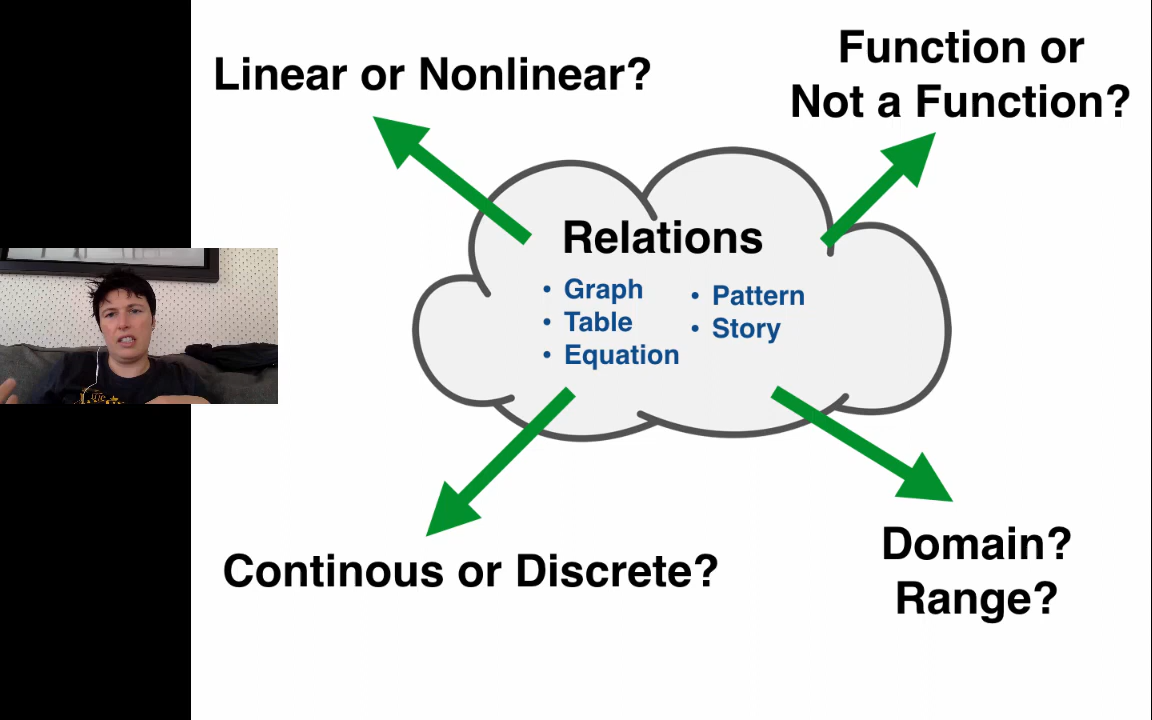 Linear or Nonlinear?
Function or
Not a Function?
Relations
• Graph
• Table
• Equation
• Pattern
• Story
Continous or Discrete?
Domain?
Range?